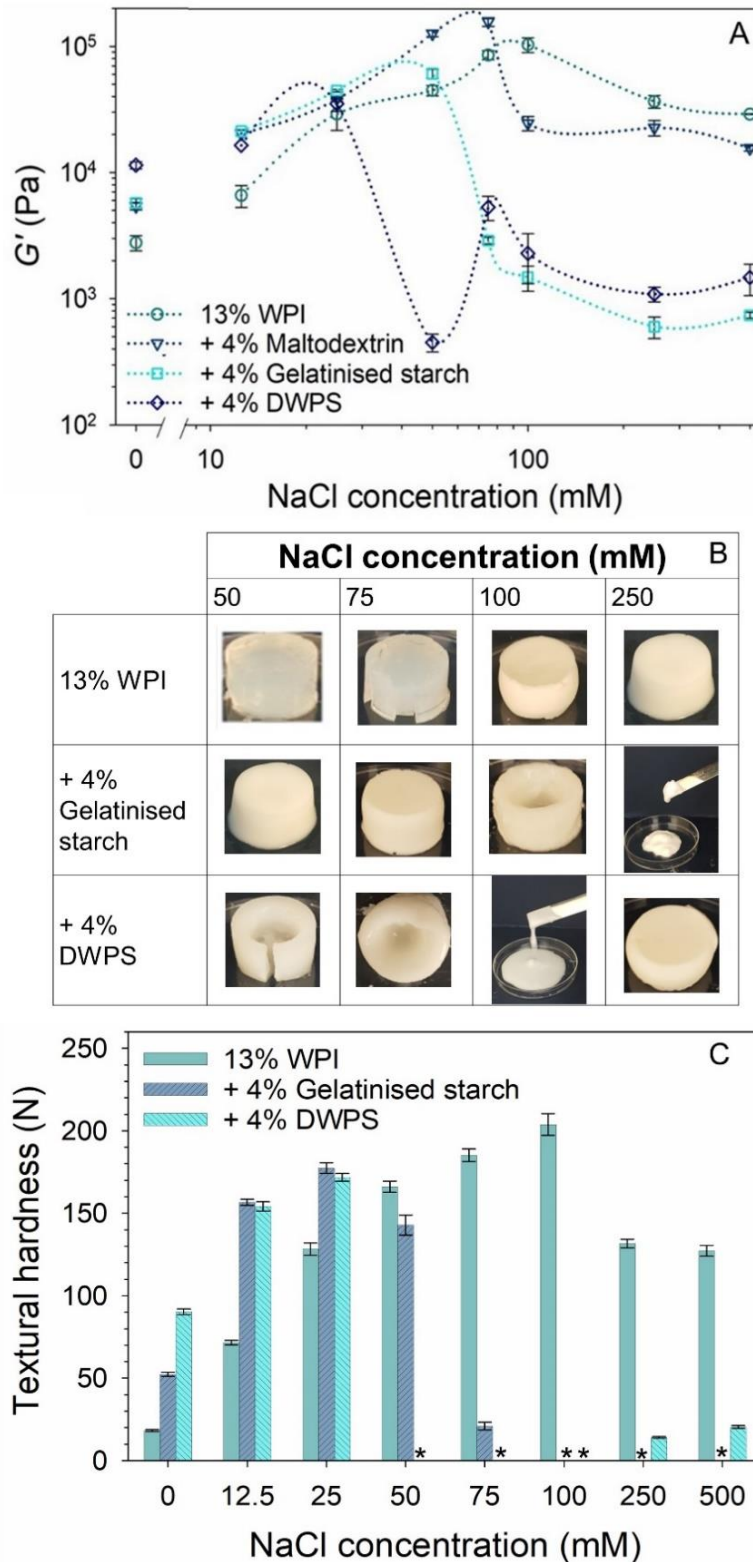 A
10⁵
10⁴
10³
10²
G' (Pa)
13% WPI
+ 4% Maltodextrin
+ 4% Gelatinised starch
+ 4% DWPS
0 10 100
NaCl concentration (mM)
B
NaCl concentration (mM)
50 75 100 250
13% WPI
+ 4%
Gelatinised
starch
+ 4%
DWPS
C
250
200
150
100
50
0
Textural hardness (N)
13% WPI
+ 4% Gelatinised starch
+ 4% DWPS
* * * * * *
0 12.5 25 50 75 100 250 500
NaCl concentration (mM)